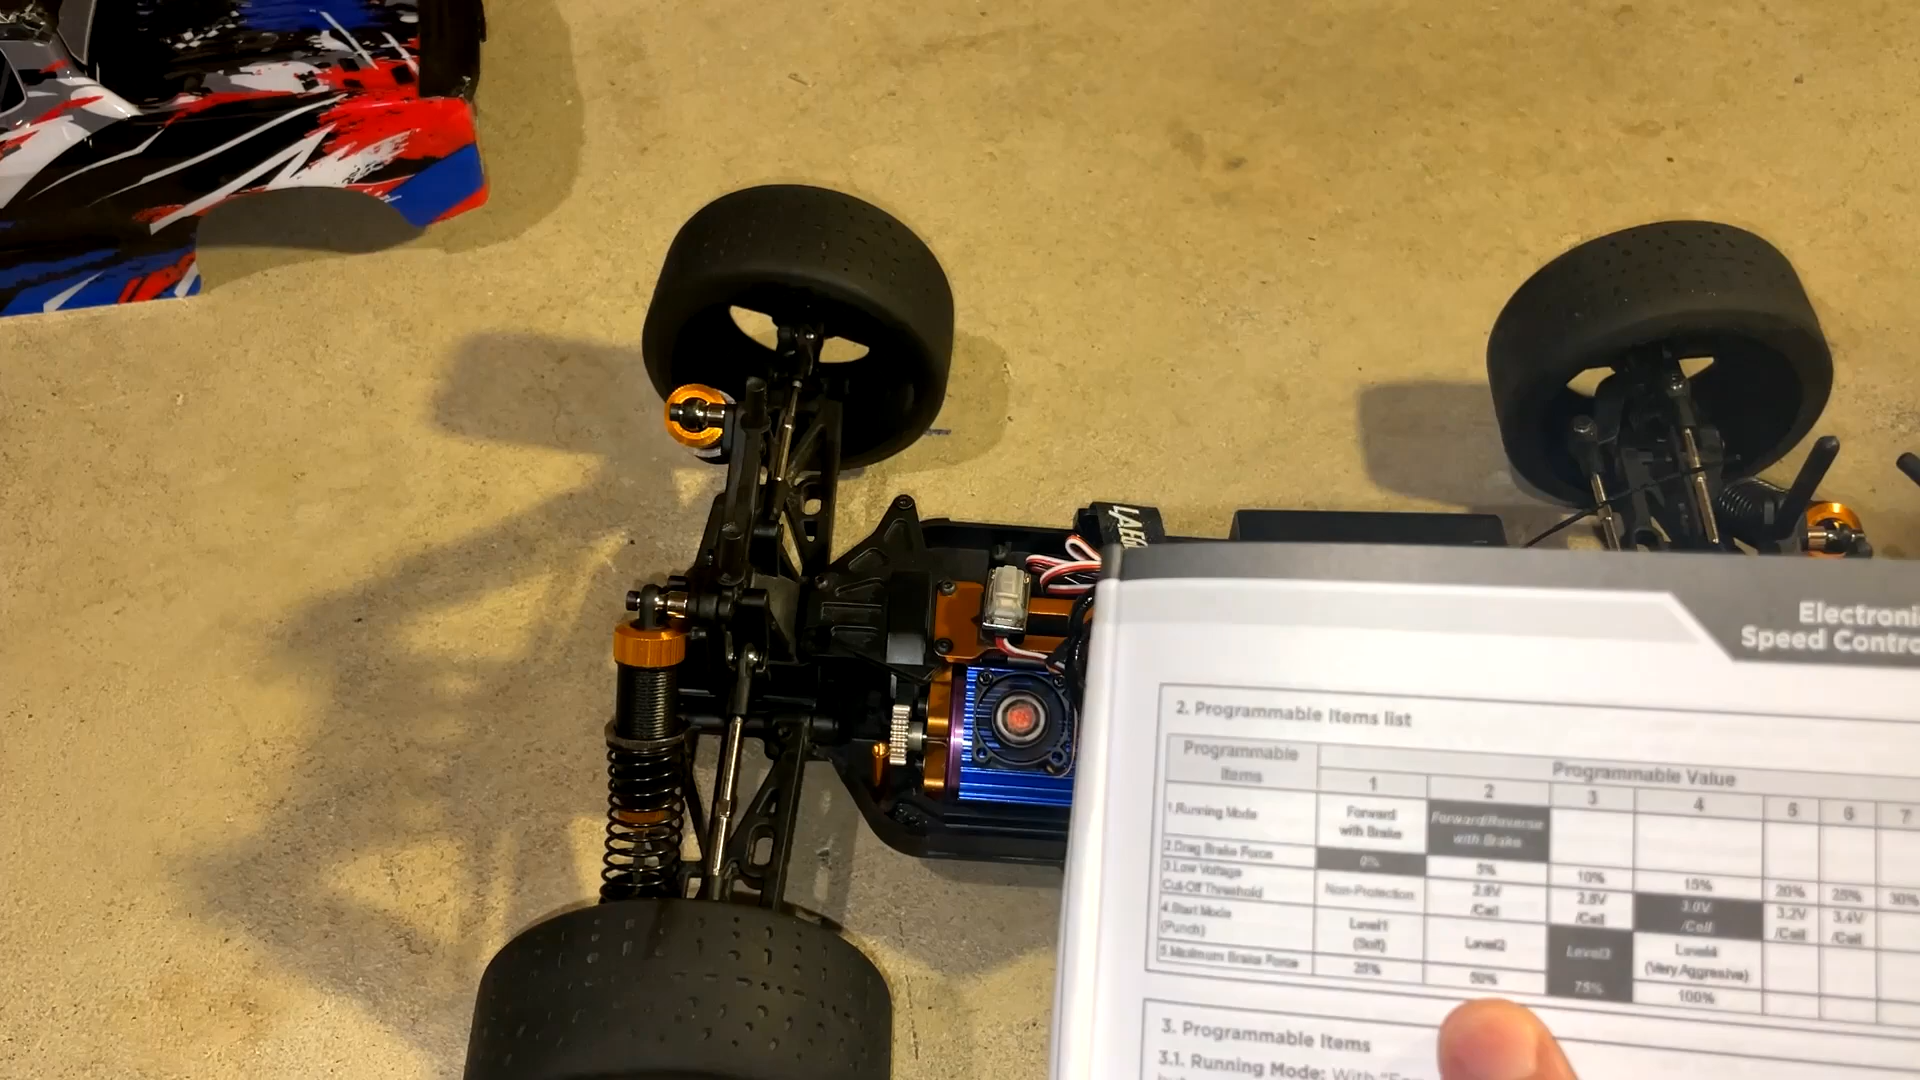 LAEG
Electroni
Speed Contro
2. Programmable Items list
Programmable Items
Programmable Value
1 2 3 4 5 6 7
1.Running Mode Forward with Brake Forward/Reverse with Brake
2.Drag Brake Force 0% 5% 10% 15% 20% 25% 30%
3.Low Voltage Cut-Off Threshold Non-Protection 2.6V /Cell 2.8V /Cell 3.0V /Cell 3.2V /Cell 3.4V /Cell
4.Start Mode (Punch) Level1 (Soft) Level2 Level3 Level4 (Very Aggressive)
5.Maximum Brake Force 25% 50% 75% 100%
3. Programmable Items
3.1. Running Mode: With "For